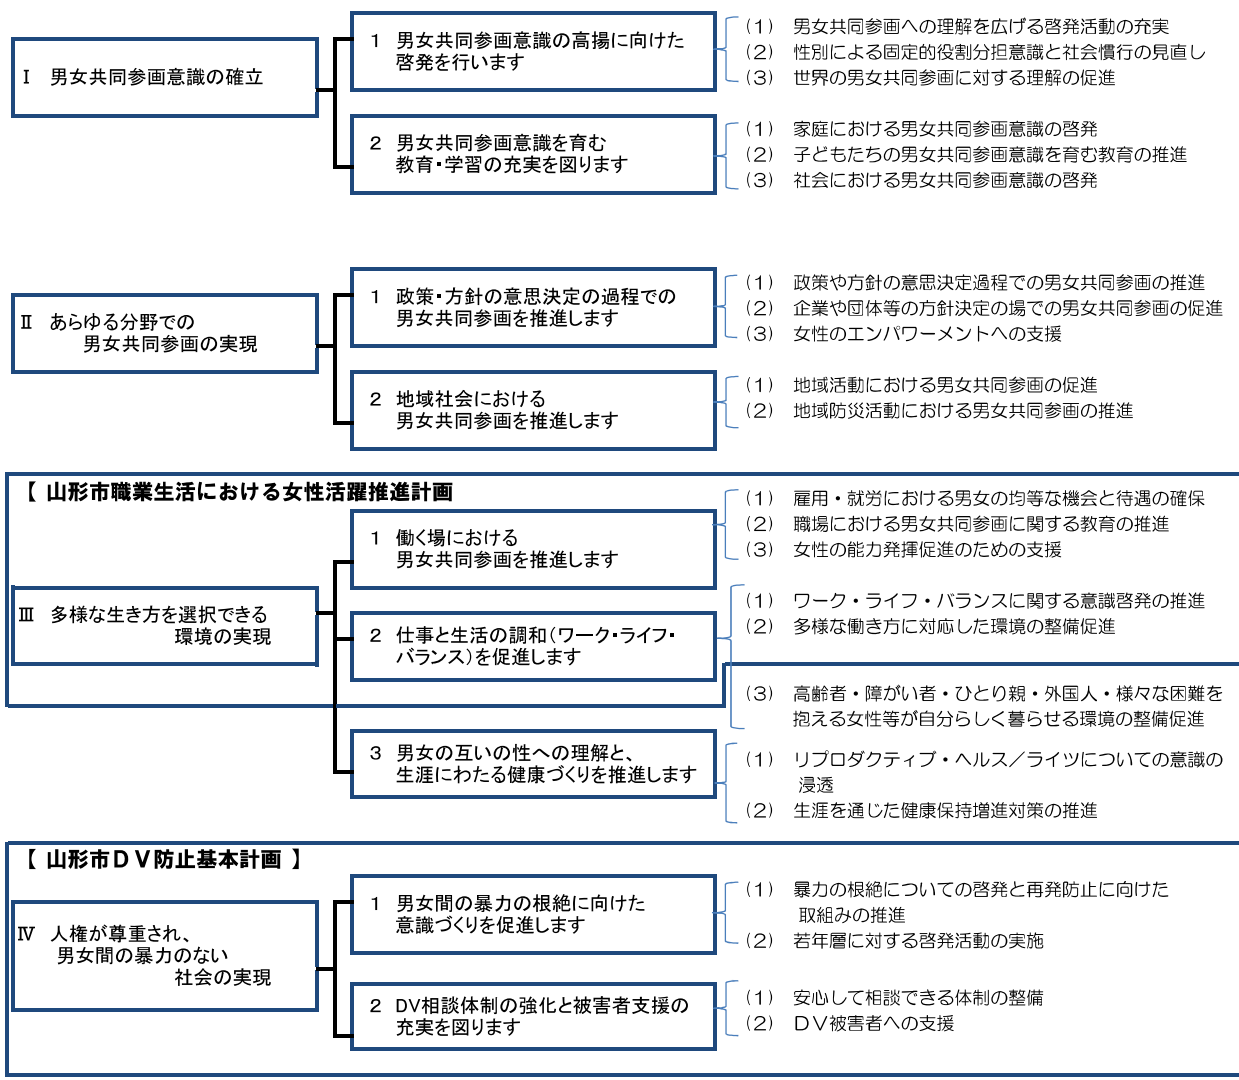 Ⅰ 男女共同参画意識の確立
1 男女共同参画意識の高揚に向けた
啓発を行います
(1) 男女共同参画への理解を広げる啓発活動の充実
(2) 性別による固定的役割分担意識と社会慣行の見直し
(3) 世界の男女共同参画に対する理解の促進
2 男女共同参画意識を育む
教育・学習の充実を図ります
(1) 家庭における男女共同参画意識の啓発
(2) 子どもたちの男女共同参画意識を育む教育の推進
(3) 社会における男女共同参画意識の啓発
Ⅱ あらゆる分野での
男女共同参画の実現
1 政策・方針の意思決定の過程での
男女共同参画を推進します
(1) 政策や方針の意思決定過程での男女共同参画の推進
(2) 企業や団体等の方針決定の場での男女共同参画の促進
(3) 女性のエンパワーメントへの支援
2 地域社会における
男女共同参画を推進します
(1) 地域活動における男女共同参画の促進
(2) 地域防災活動における男女共同参画の推進
【 山形市職業生活における女性活躍推進計画
Ⅲ 多様な生き方を選択できる
環境の実現
1 働く場における
男女共同参画を推進します
(1) 雇用・就労における男女の均等な機会と待遇の確保
(2) 職場における男女共同参画に関する教育の推進
(3) 女性の能力発揮促進のための支援
2 仕事と生活の調和(ワーク・ライフ・
バランス)を促進します
(1) ワーク・ライフ・バランスに関する意識啓発の推進
(2) 多様な働き方に対応した環境の整備促進
(3) 高齢者・障がい者・ひとり親・外国人・様々な困難を
抱える女性等が自分らしく暮らせる環境の整備促進
3 男女の互いの性への理解と、
生涯にわたる健康づくりを推進します
(1) リプロダクティブ・ヘルス／ライツについての意識の
浸透
(2) 生涯を通じた健康保持増進対策の推進
【 山形市ＤＶ防止基本計画 】
Ⅳ 人権が尊重され、
男女間の暴力のない
社会の実現
1 男女間の暴力の根絶に向けた
意識づくりを促進します
(1) 暴力の根絶についての啓発と再発防止に向けた
取組みの推進
(2) 若年層に対する啓発活動の実施
2 DV相談体制の強化と被害者支援の
充実を図ります
(1) 安心して相談できる体制の整備
(2) ＤＶ被害者への支援